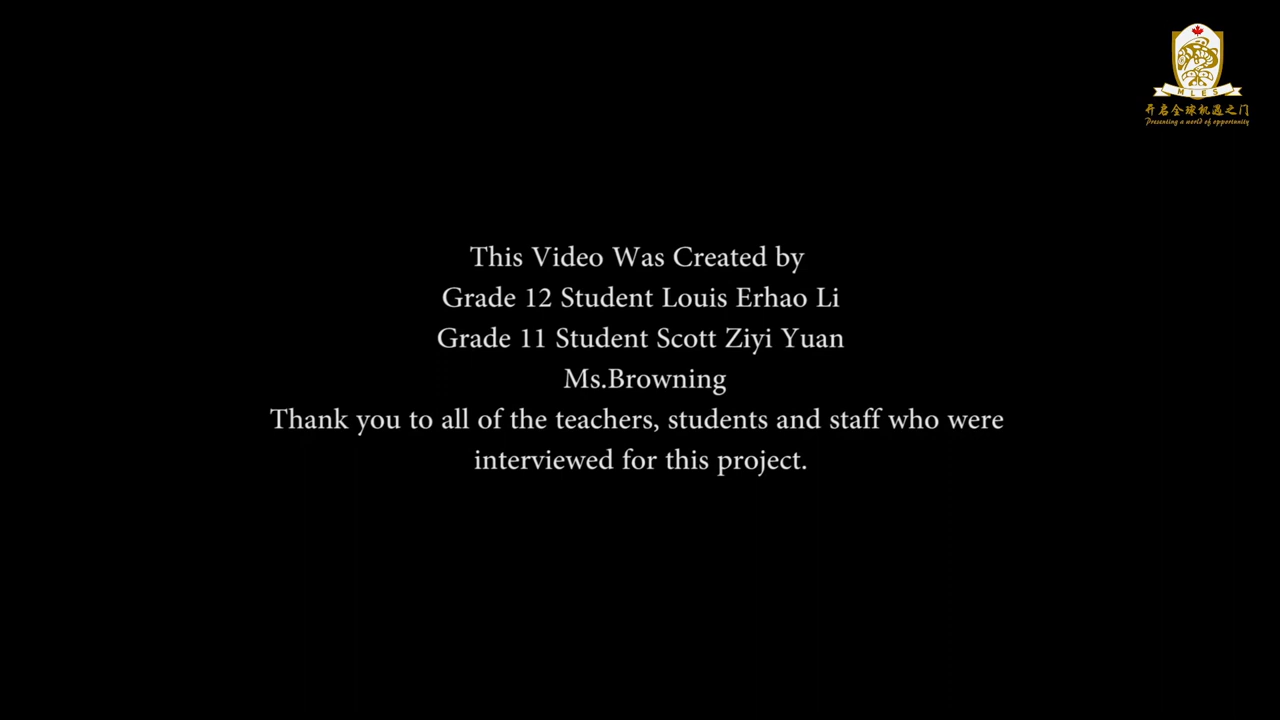 MLES
开启全球机遇之门
Presenting a world of opportunity
This Video Was Created by
Grade 12 Student Louis Erhao Li
Grade 11 Student Scott Ziyi Yuan
Ms.Browning
Thank you to all of the teachers, students and staff who were
interviewed for this project.